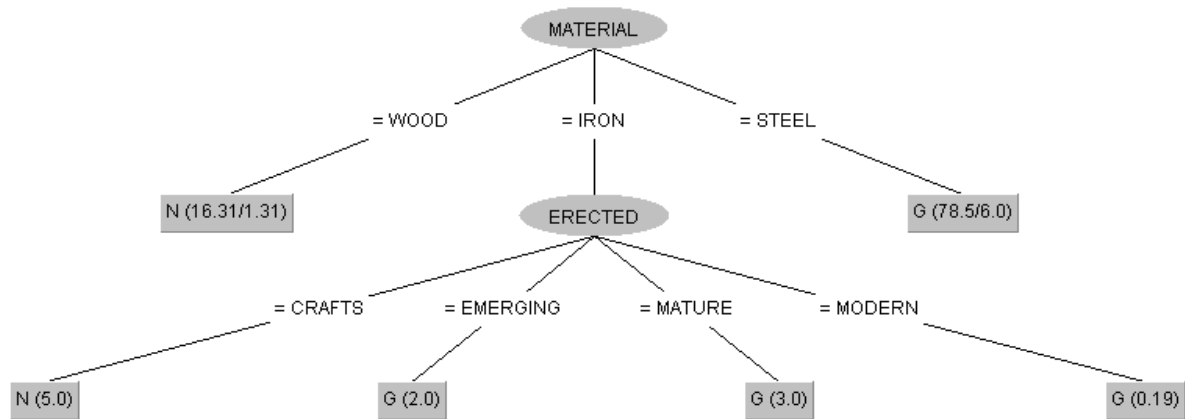 MATERIAL
= WOOD
= IRON
= STEEL
N (16.31/1.31)
ERECTED
G (78.5/6.0)
= CRAFTS
= EMERGING
= MATURE
= MODERN
N (5.0)
G (2.0)
G (3.0)
G (0.19)